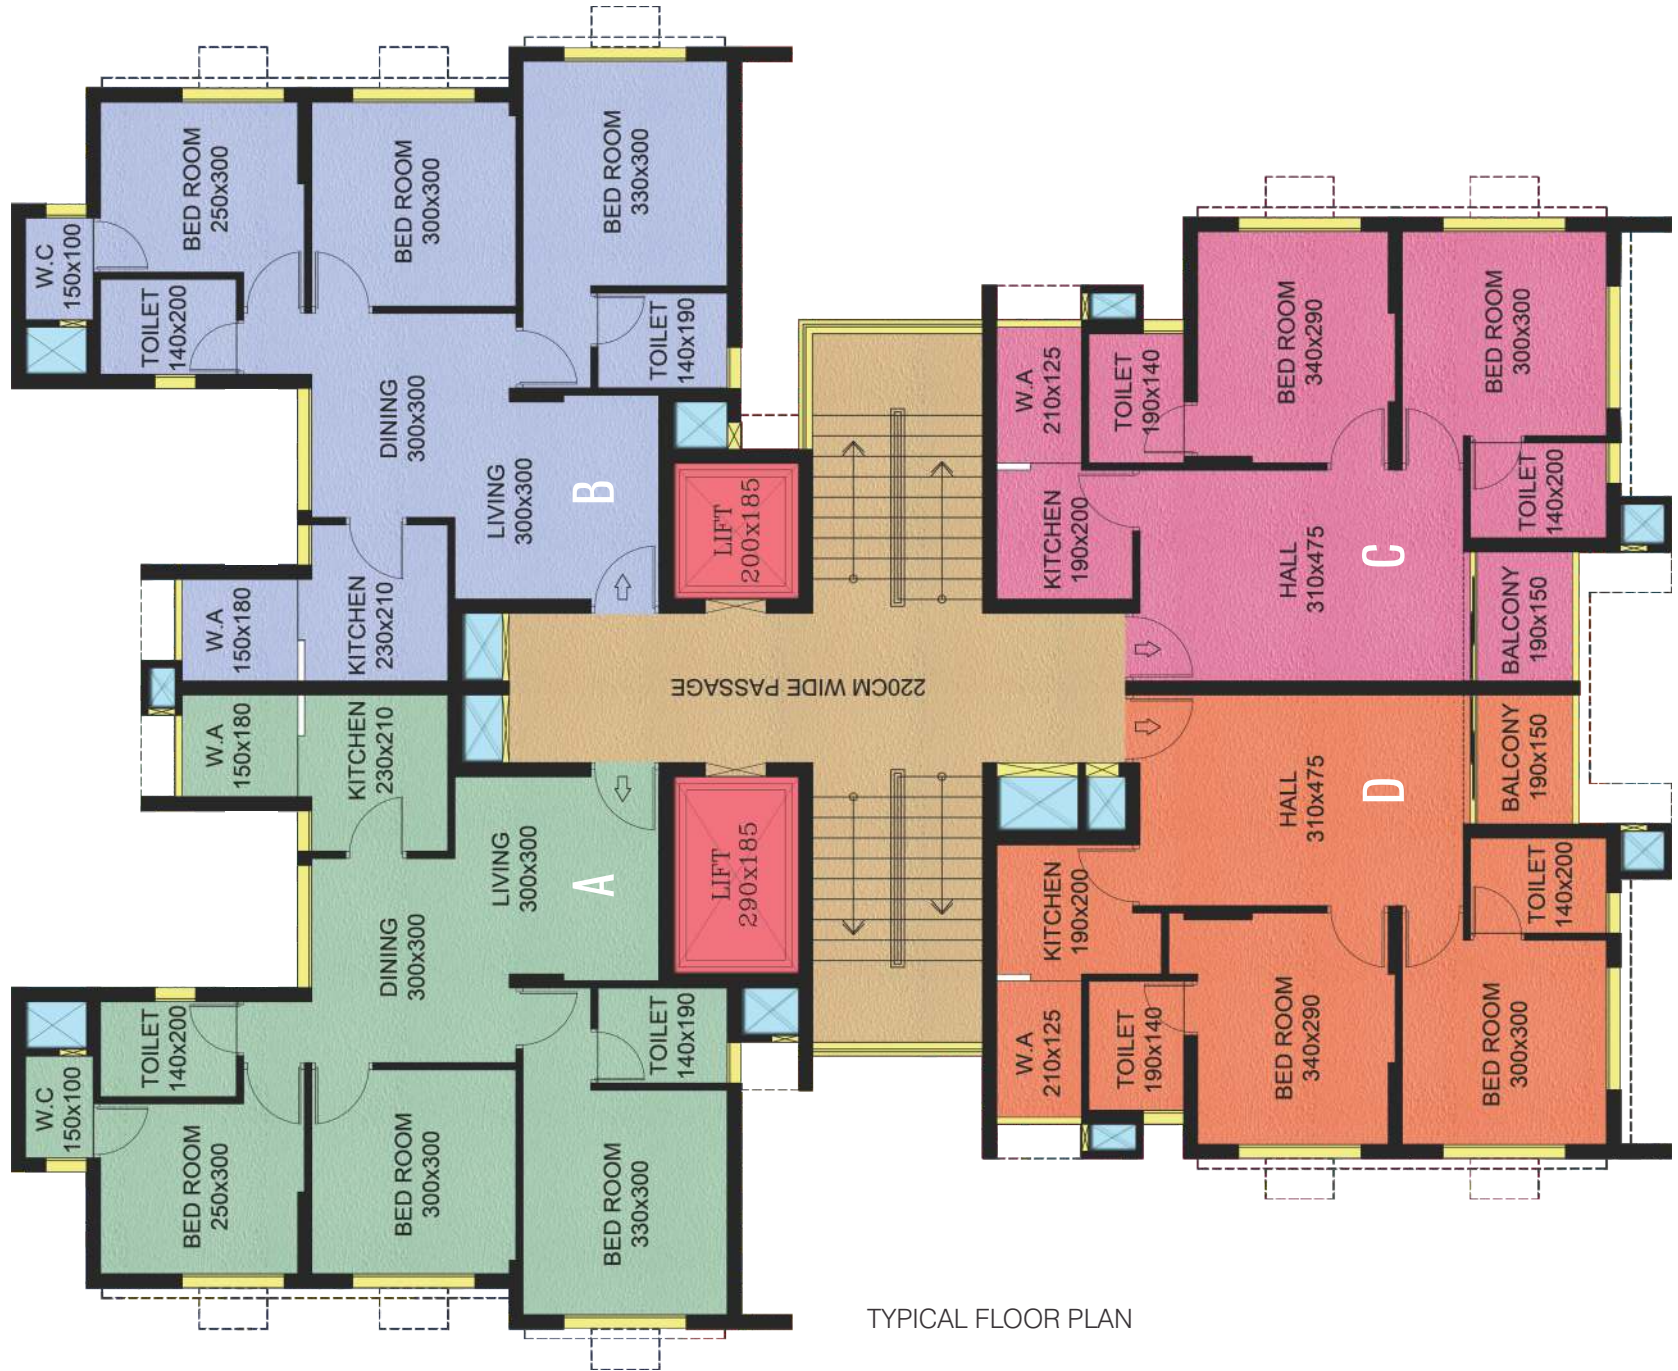 BED ROOM
250x300
BED ROOM
300x300
BED ROOM
330x300
W.C
150x100
TOILET
140x200
TOILET
140x190
DINING
300x300
LIVING
300x300
B
W.A
150x180
KITCHEN
230x210
LIFT
200x185
W.A
210x125
TOILET
190x140
BED ROOM
340x290
BED ROOM
300x300
KITCHEN
190x200
TOILET
140x200
HALL
310x475
C
BALCONY
190x150
220CM WIDE PASSAGE
W.A
150x180
KITCHEN
230x210
LIVING
300x300
A
DINING
300x300
LIFT
290x185
HALL
310x475
D
BALCONY
190x150
KITCHEN
190x200
TOILET
140x200
W.C
150x100
TOILET
140x200
TOILET
140x190
W.A
210x125
TOILET
190x140
BED ROOM
340x290
BED ROOM
300x300
BED ROOM
250x300
BED ROOM
300x300
BED ROOM
330x300
TYPICAL FLOOR PLAN